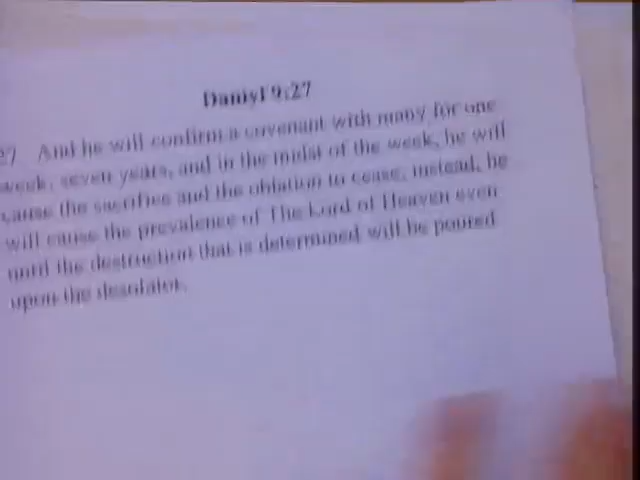 Daniyl 9:27
27 And he will confirm a covenant with many for one
week, seven years, and in the midst of the week, he will
cause the sacrifice and the oblation to cease, instead, he
will cause the prevalence of The Lord of Heaven even
until the destruction that is determined will be poured
upon the desolator.